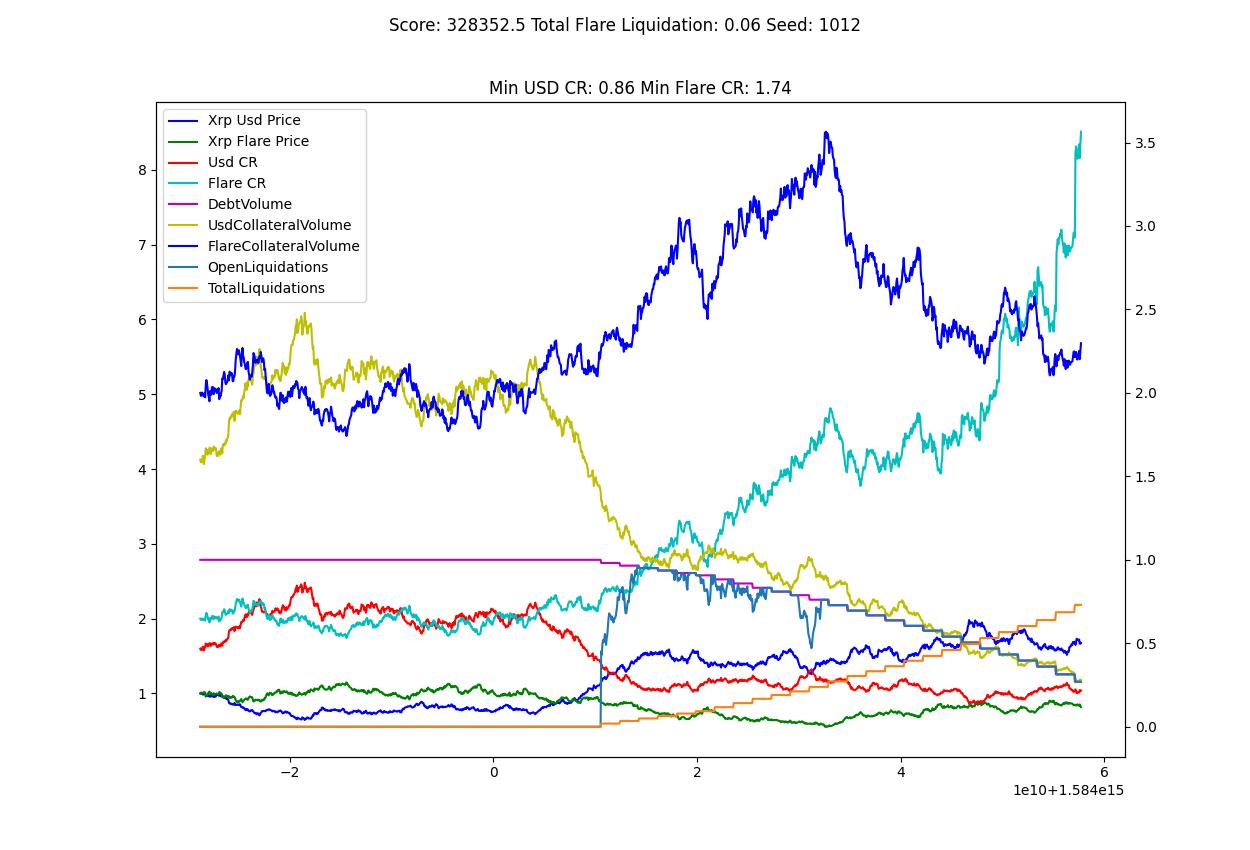 Score: 328352.5 Total Flare Liquidation: 0.06 Seed: 1012
Min USD CR: 0.86 Min Flare CR: 1.74
Xrp Usd Price
Xrp Flare Price
Usd CR
Flare CR
DebtVolume
UsdCollateralVolume
FlareCollateralVolume
OpenLiquidations
TotalLiquidations
8
7
6
5
4
3
2
1
3.5
3.0
2.5
2.0
1.5
1.0
0.5
0.0
−2
0
2
4
6
1e10+1.584e15